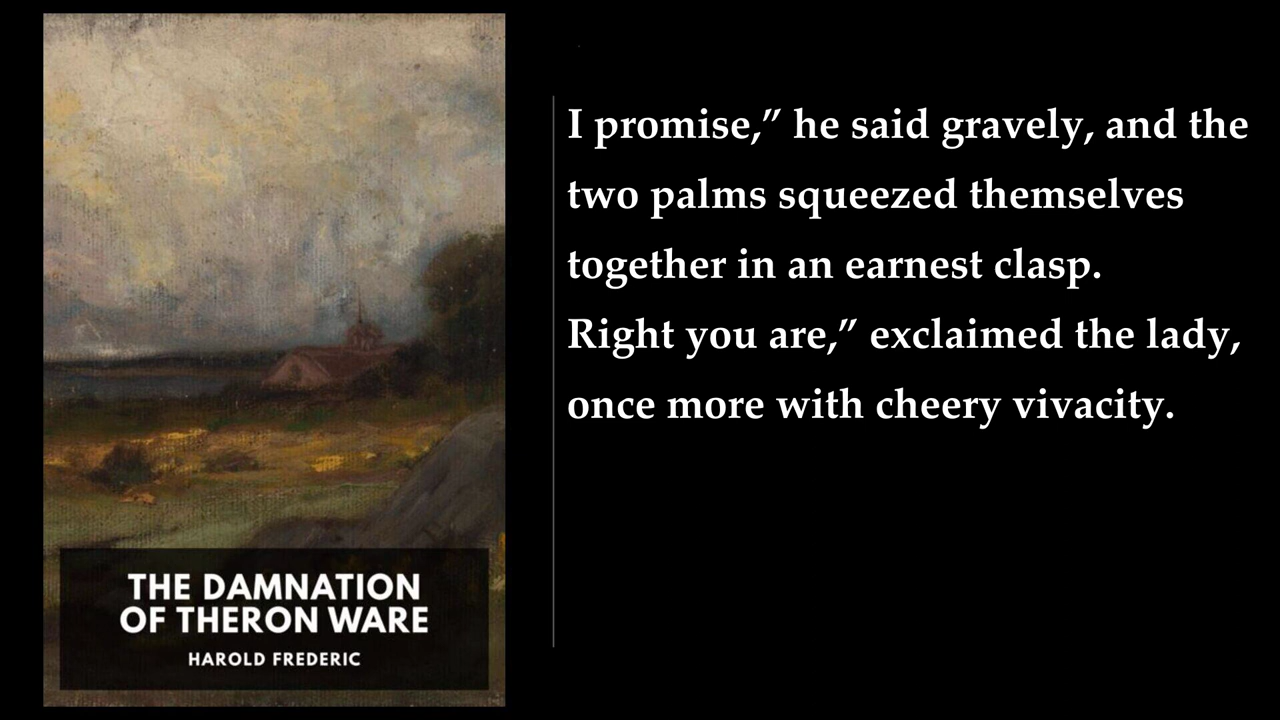 THE DAMNATION
OF THERON WARE
HAROLD FREDERIC
I promise,” he said gravely, and the
two palms squeezed themselves
together in an earnest clasp.
Right you are,” exclaimed the lady,
once more with cheery vivacity.